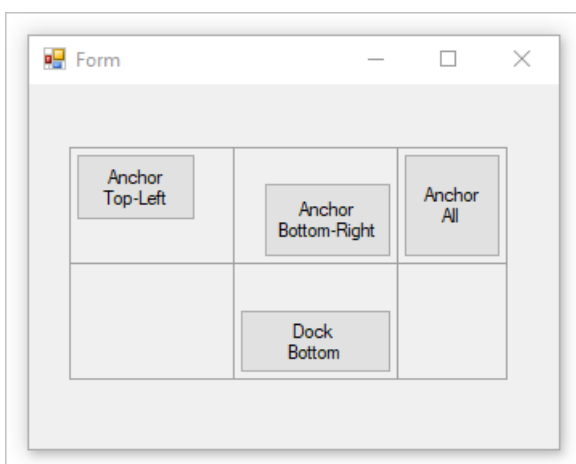 Form
Anchor
Top-Left
Anchor
Bottom-Right
Anchor
All
Dock
Bottom